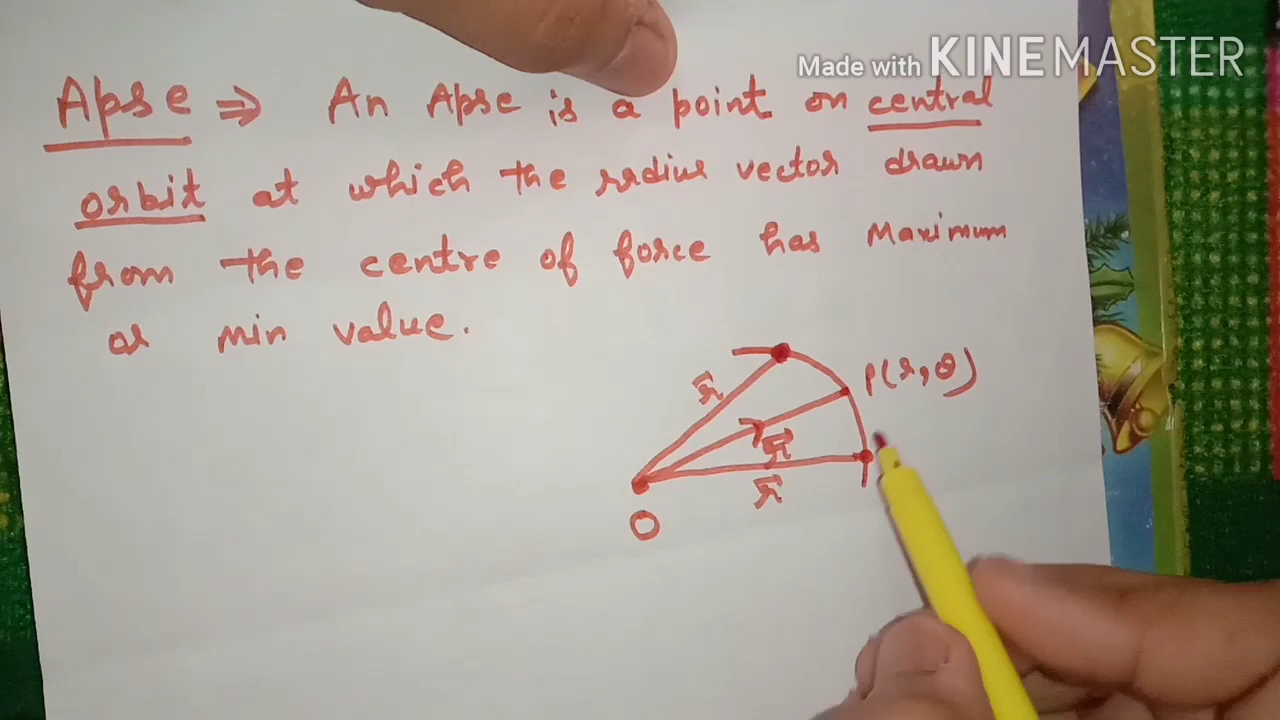 Made with KINEMASTER
Apse ⇒ An Apse is a point on central
orbit at which the radius vector drawn
from the centre of force has Maximum
or min value.
P(r,θ)
r⃗
r⃗
r⃗
O